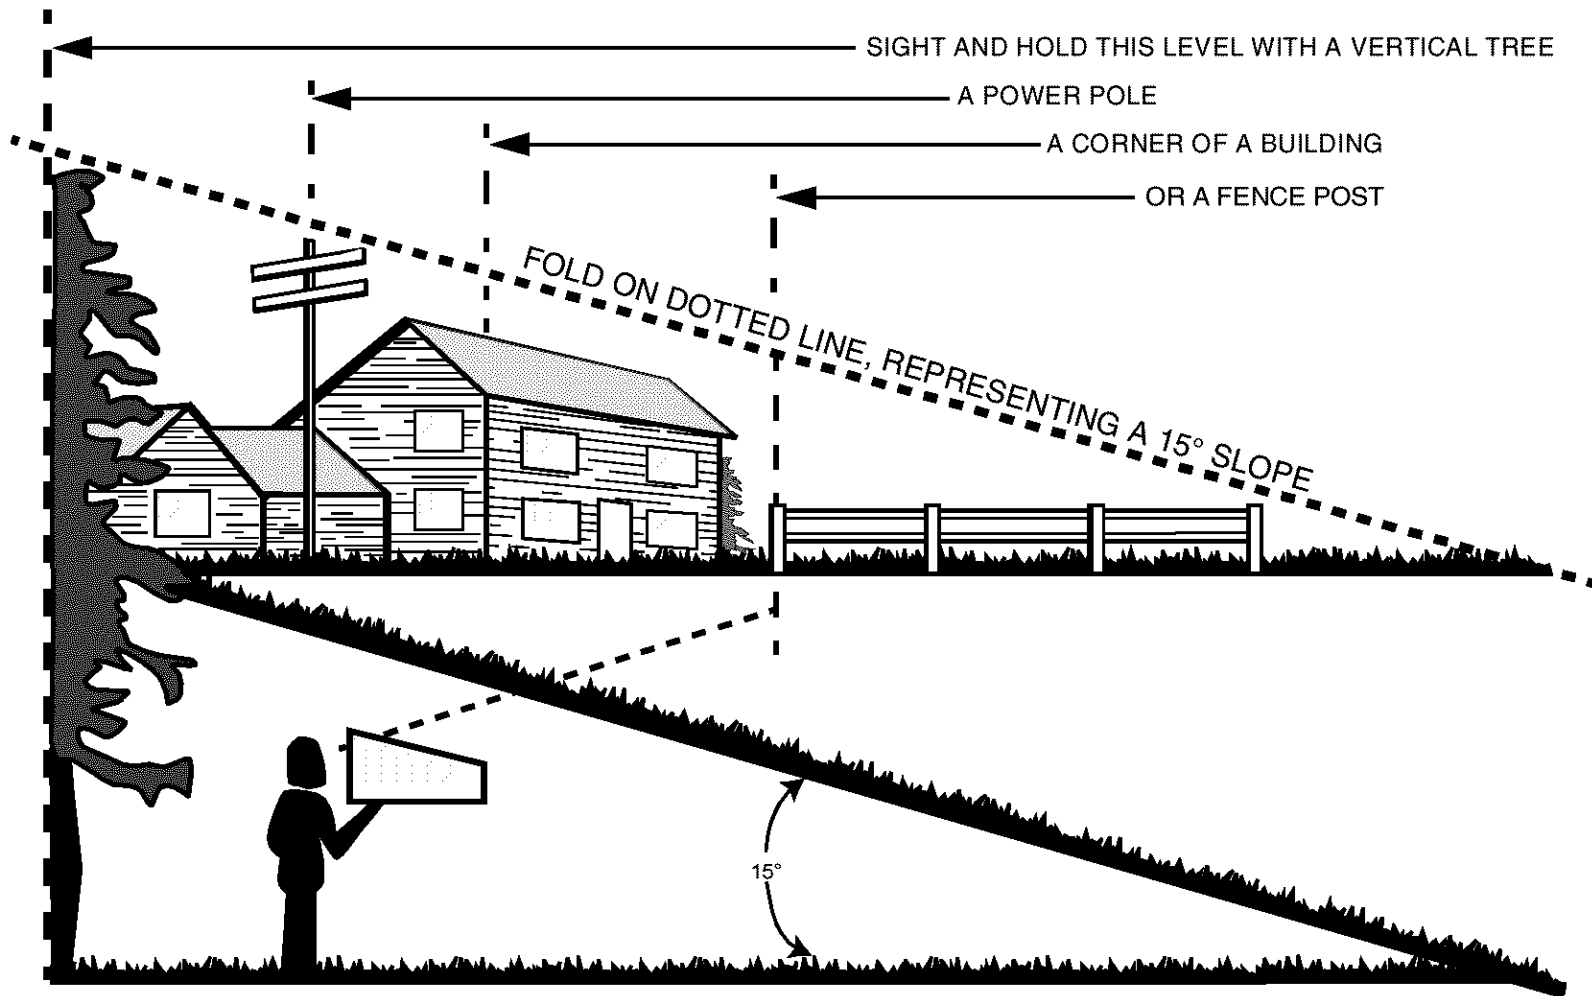 SIGHT AND HOLD THIS LEVEL WITH A VERTICAL TREE
A POWER POLE
A CORNER OF A BUILDING
OR A FENCE POST
FOLD ON DOTTED LINE, REPRESENTING A 15° SLOPE
15°